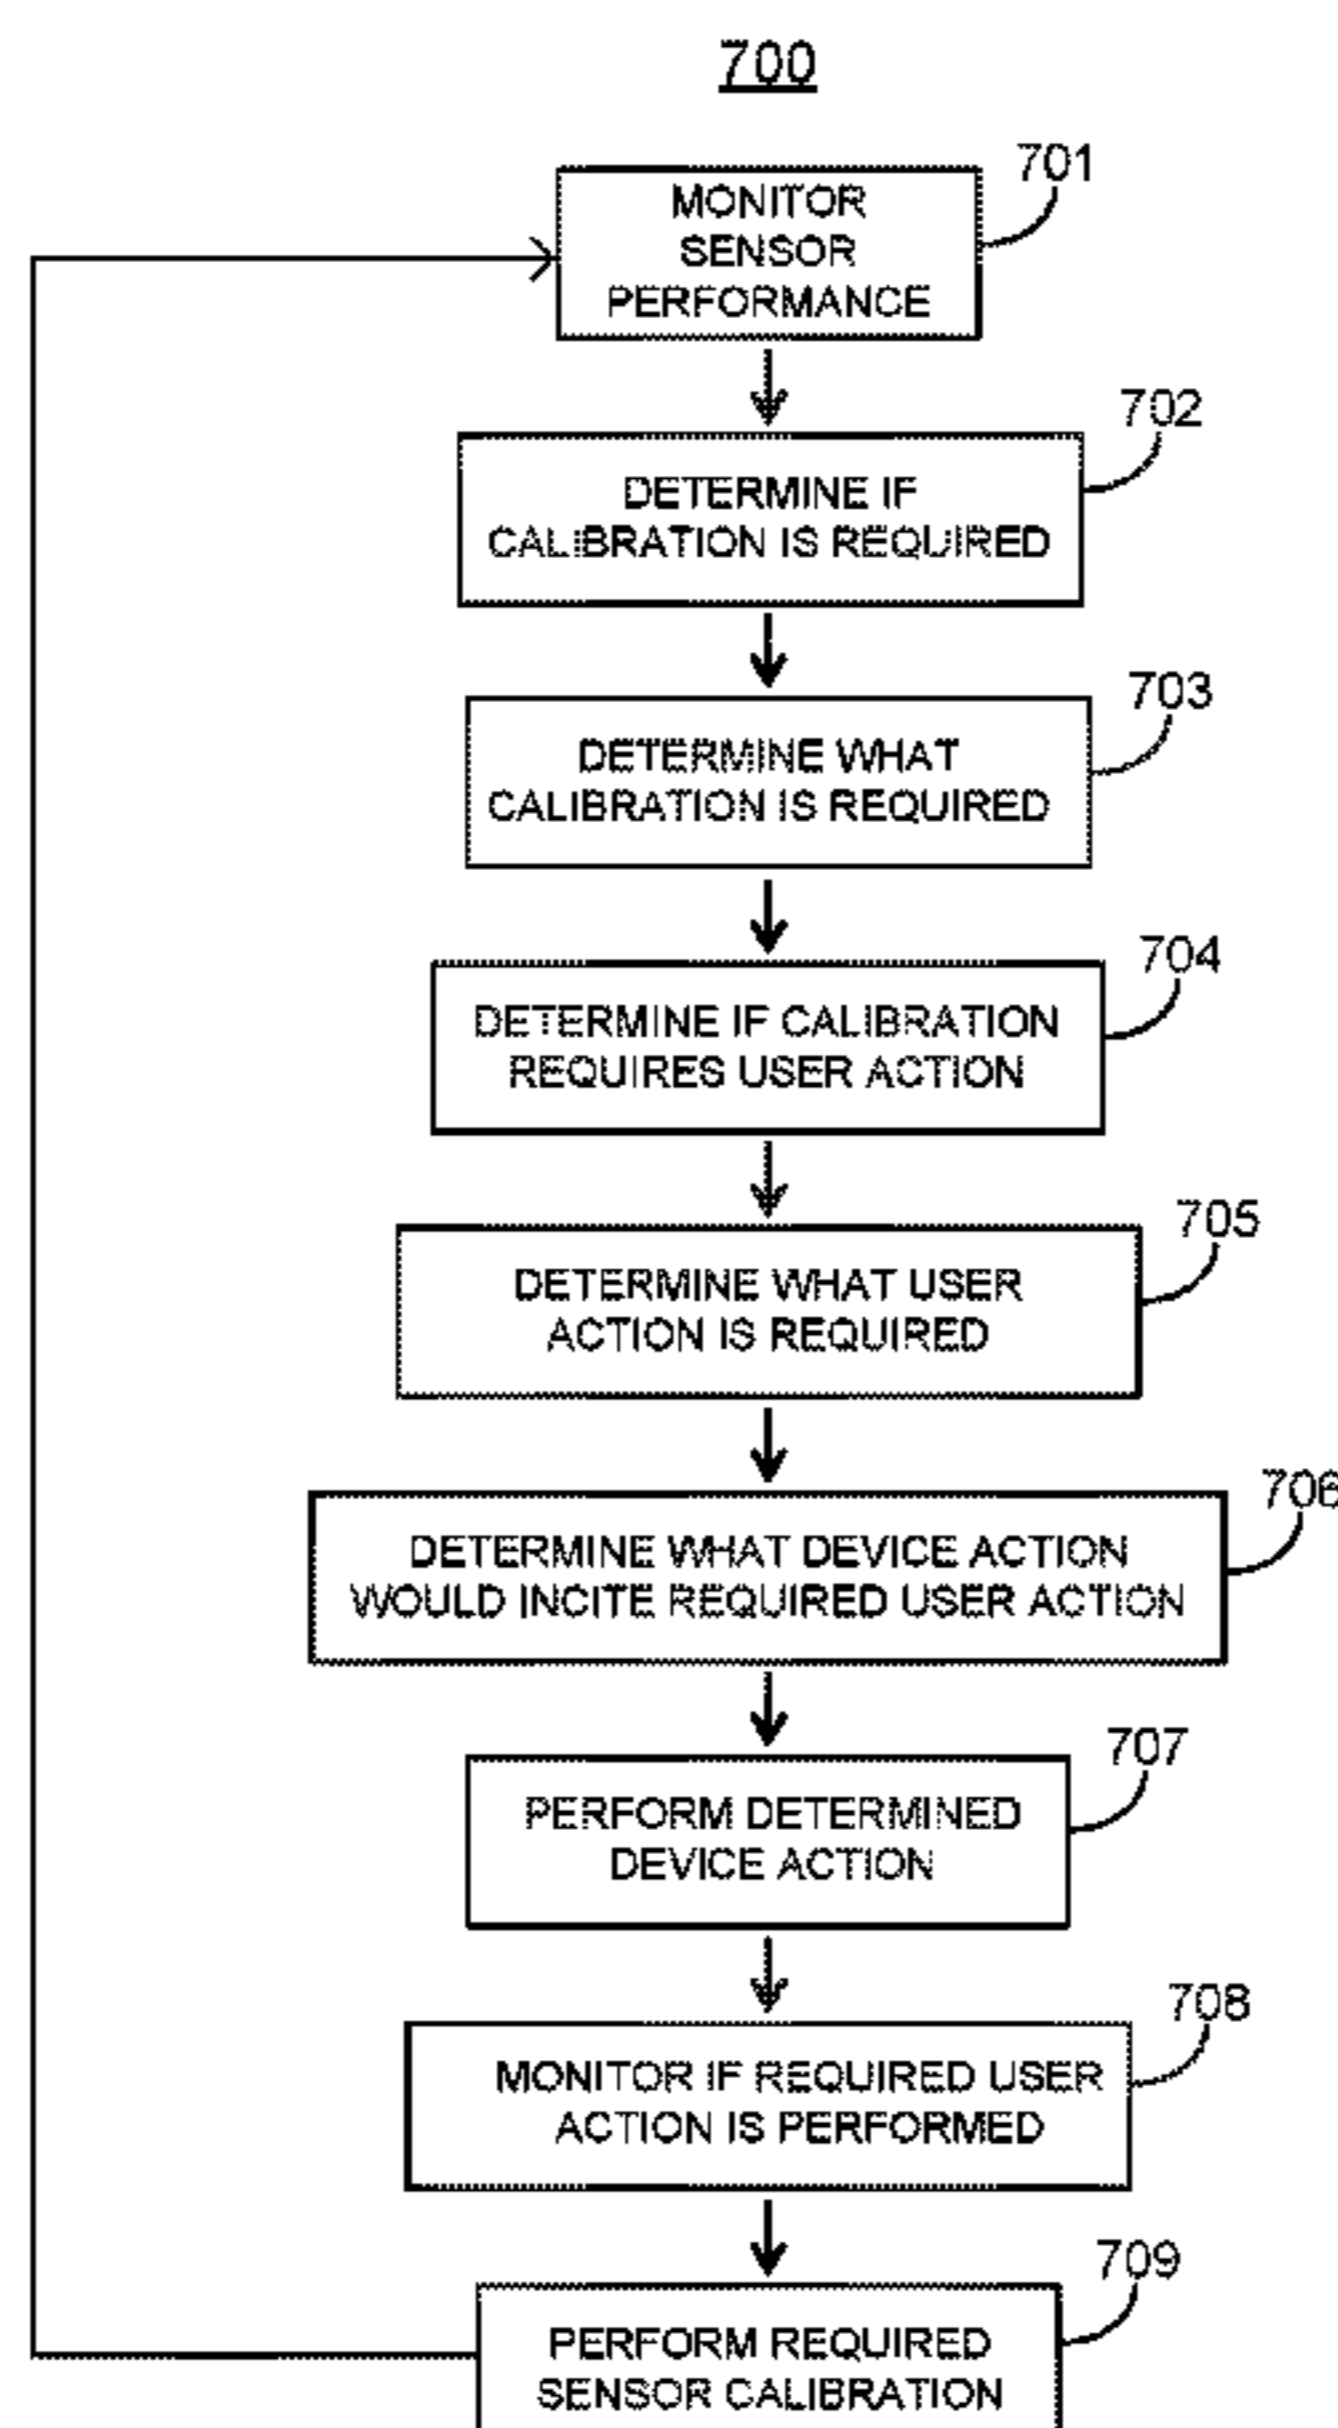 700
701
MONITOR
SENSOR
PERFORMANCE
702
DETERMINE IF
CALIBRATION IS REQUIRED
703
DETERMINE WHAT
CALIBRATION IS REQUIRED
704
DETERMINE IF CALIBRATION
REQUIRES USER ACTION
705
DETERMINE WHAT USER
ACTION IS REQUIRED
706
DETERMINE WHAT DEVICE ACTION
WOULD INCITE REQUIRED USER ACTION
707
PERFORM DETERMINED
DEVICE ACTION
708
MONITOR IF REQUIRED USER
ACTION IS PERFORMED
709
PERFORM REQUIRED
SENSOR CALIBRATION